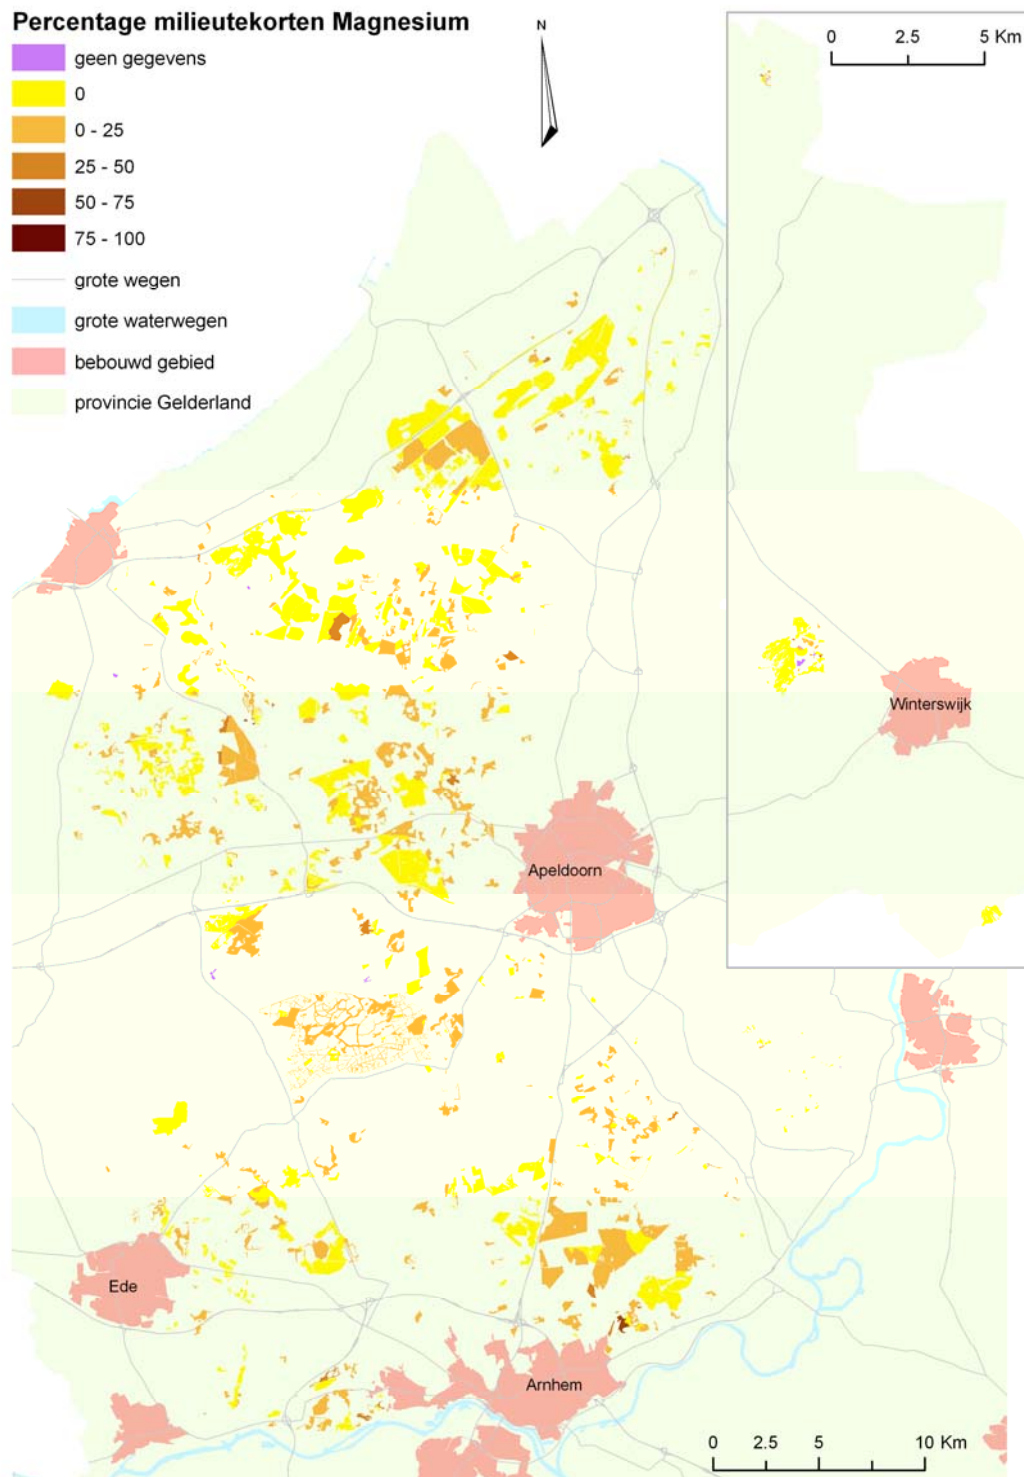 Percentage milieutekorten Magnesium
geen gegevens
0
0 - 25
25 - 50
50 - 75
75 - 100
grote wegen
grote waterwegen
bebouwd gebied
provincie Gelderland
N
0 2.5 5 Km
Winterswijk
Apeldoorn
Ede
Arnhem
0 2.5 5 10 Km